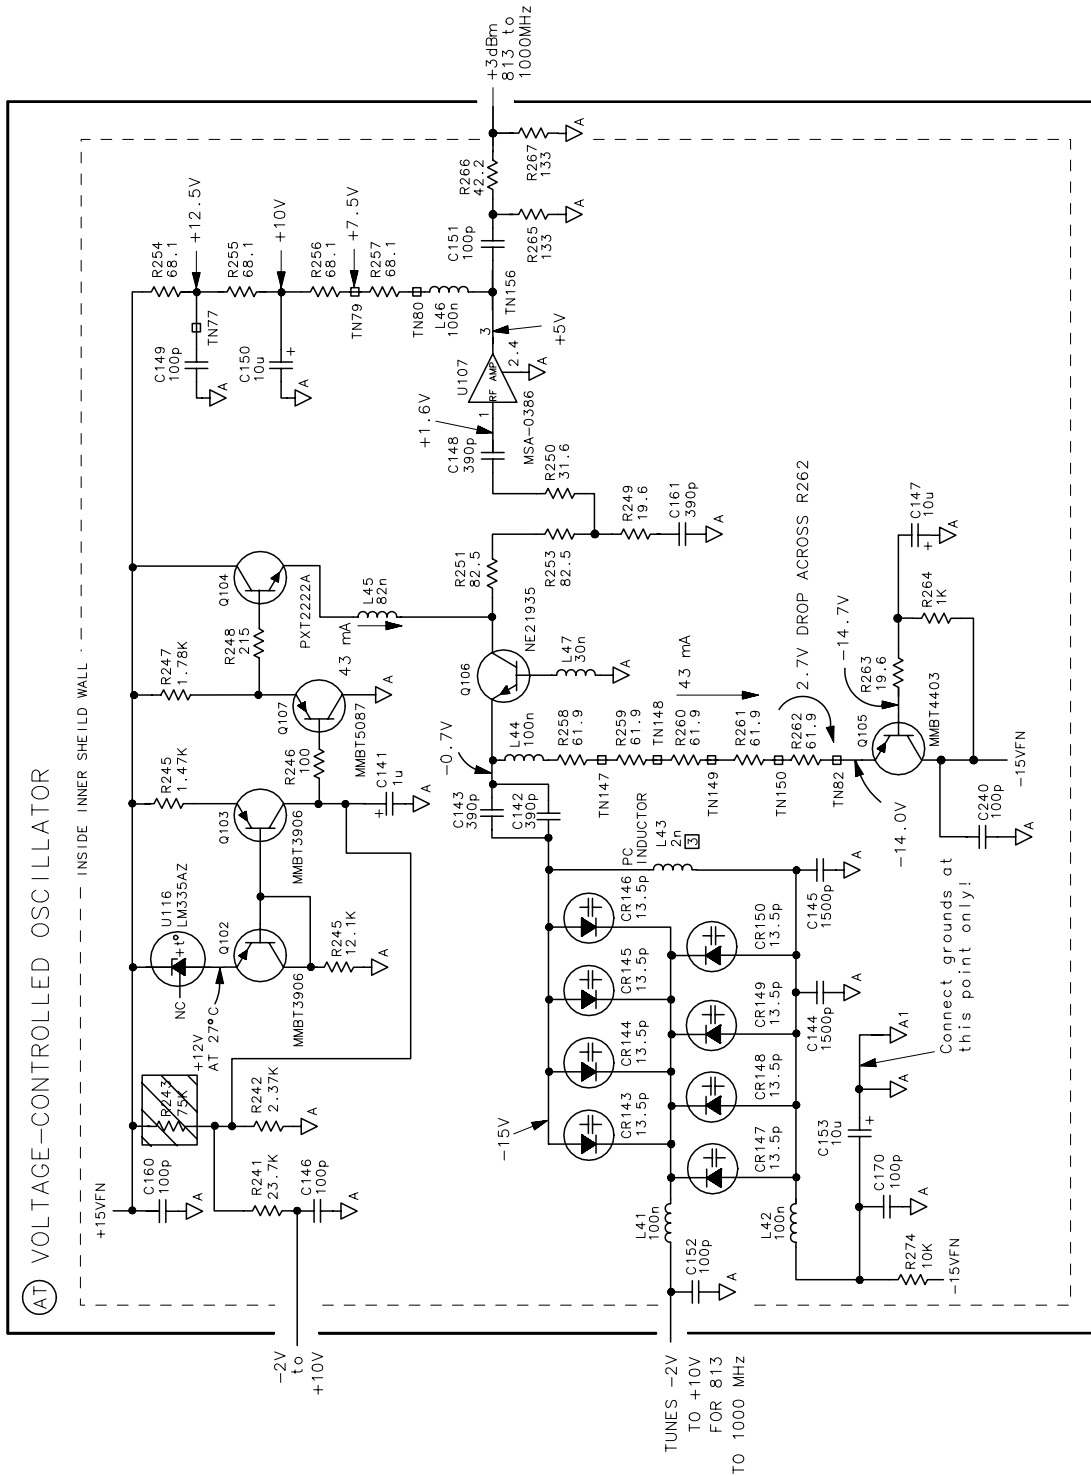 AT VOLTAGE-CONTROLLED OSCILLATOR
INSIDE INNER SHEILD WALL
+15VFN
C160
100p
A
R243
75K
R241
23.7K
C146
100p
A
R242
2.37K
A
-2V
to
+10V
+12V
AT 27°C
NC
+t°
U116
LM335AZ
Q102
MMBT3906
R245
12.1K
A
R245
1.47K
Q103
MMBT3906
R246
100
C141
1u
+
A
R247
1.78K
Q107
MMBT5087
A
R248
215
Q104
PXT2222A
43 mA
L45
82n
R254
68.1
+12.5V
TN77
C149
100p
A
R255
68.1
+10V
C150
10u
+
A
R256
68.1
+7.5V
TN79
R257
68.1
TN80
L46
100n
TN156
C151
100p
R265
133
A
R266
42.2
R267
133
A
+3dBm
813 to
1000MHz
U107
RF AMP
1
3
2.4
A
+5V
MSA-0386
+1.6V
C148
390p
R250
31.6
R251
82.5
R253
82.5
R249
19.6
C161
390p
A
Q106
NE21935
L47
30n
A
-0.7V
C143
390p
C142
390p
L44
100n
R258
61.9
TN147
R259
61.9
TN148
R260
61.9
TN149
R261
61.9
TN150
R262
61.9
TN82
43 mA
2.7V DROP ACROSS R262
-14.0V
Q105
MMBT4403
-14.7V
R263
19.6
R264
1K
C147
10u
+
A
-15VFN
C240
100p
A
PC
INDUCTOR
L43
2n
3
-15V
CR143
13.5p
CR144
13.5p
CR145
13.5p
CR146
13.5p
CR147
13.5p
CR148
13.5p
CR149
13.5p
CR150
13.5p
L41
100n
C152
100p
A
TUNES -2V
TO +10V
FOR 813
TO 1000 MHz
L42
100n
C144
1500p
A
C145
1500p
A
C153
10u
+
A
A1
C170
100p
A
R274
10K
-15VFN
Connect grounds at
this point only!